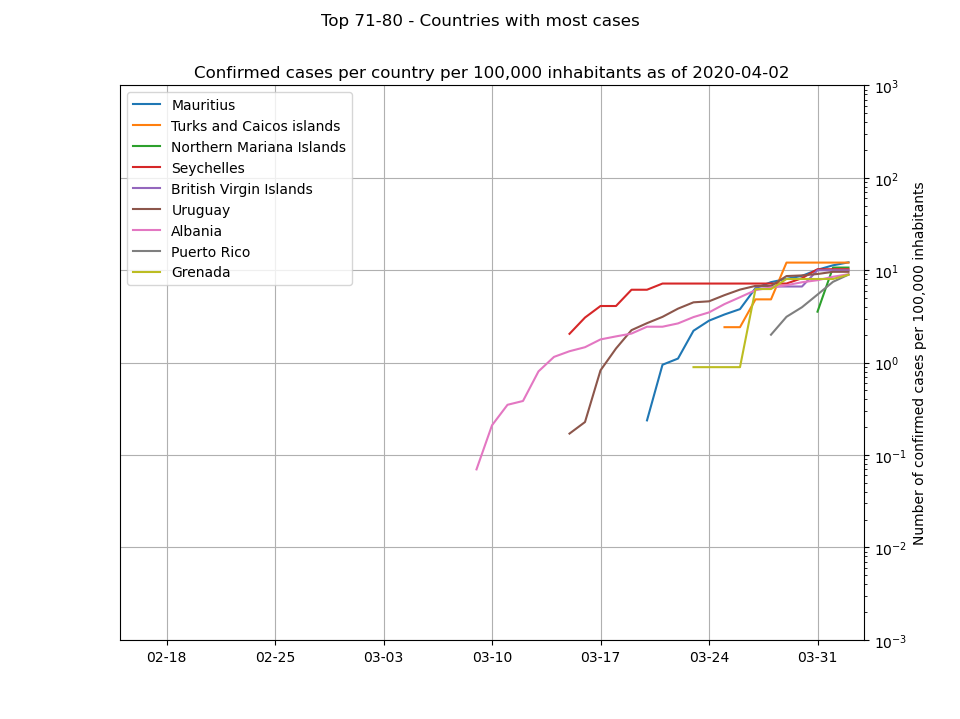 Top 71-80 - Countries with most cases
Confirmed cases per country per 100,000 inhabitants as of 2020-04-02
Mauritius
Turks and Caicos islands
Northern Mariana Islands
Seychelles
British Virgin Islands
Uruguay
Albania
Puerto Rico
Grenada
10³
10²
10¹
10⁰
10⁻¹
10⁻²
10⁻³
Number of confirmed cases per 100,000 inhabitants
02-18 02-25 03-03 03-10 03-17 03-24 03-31